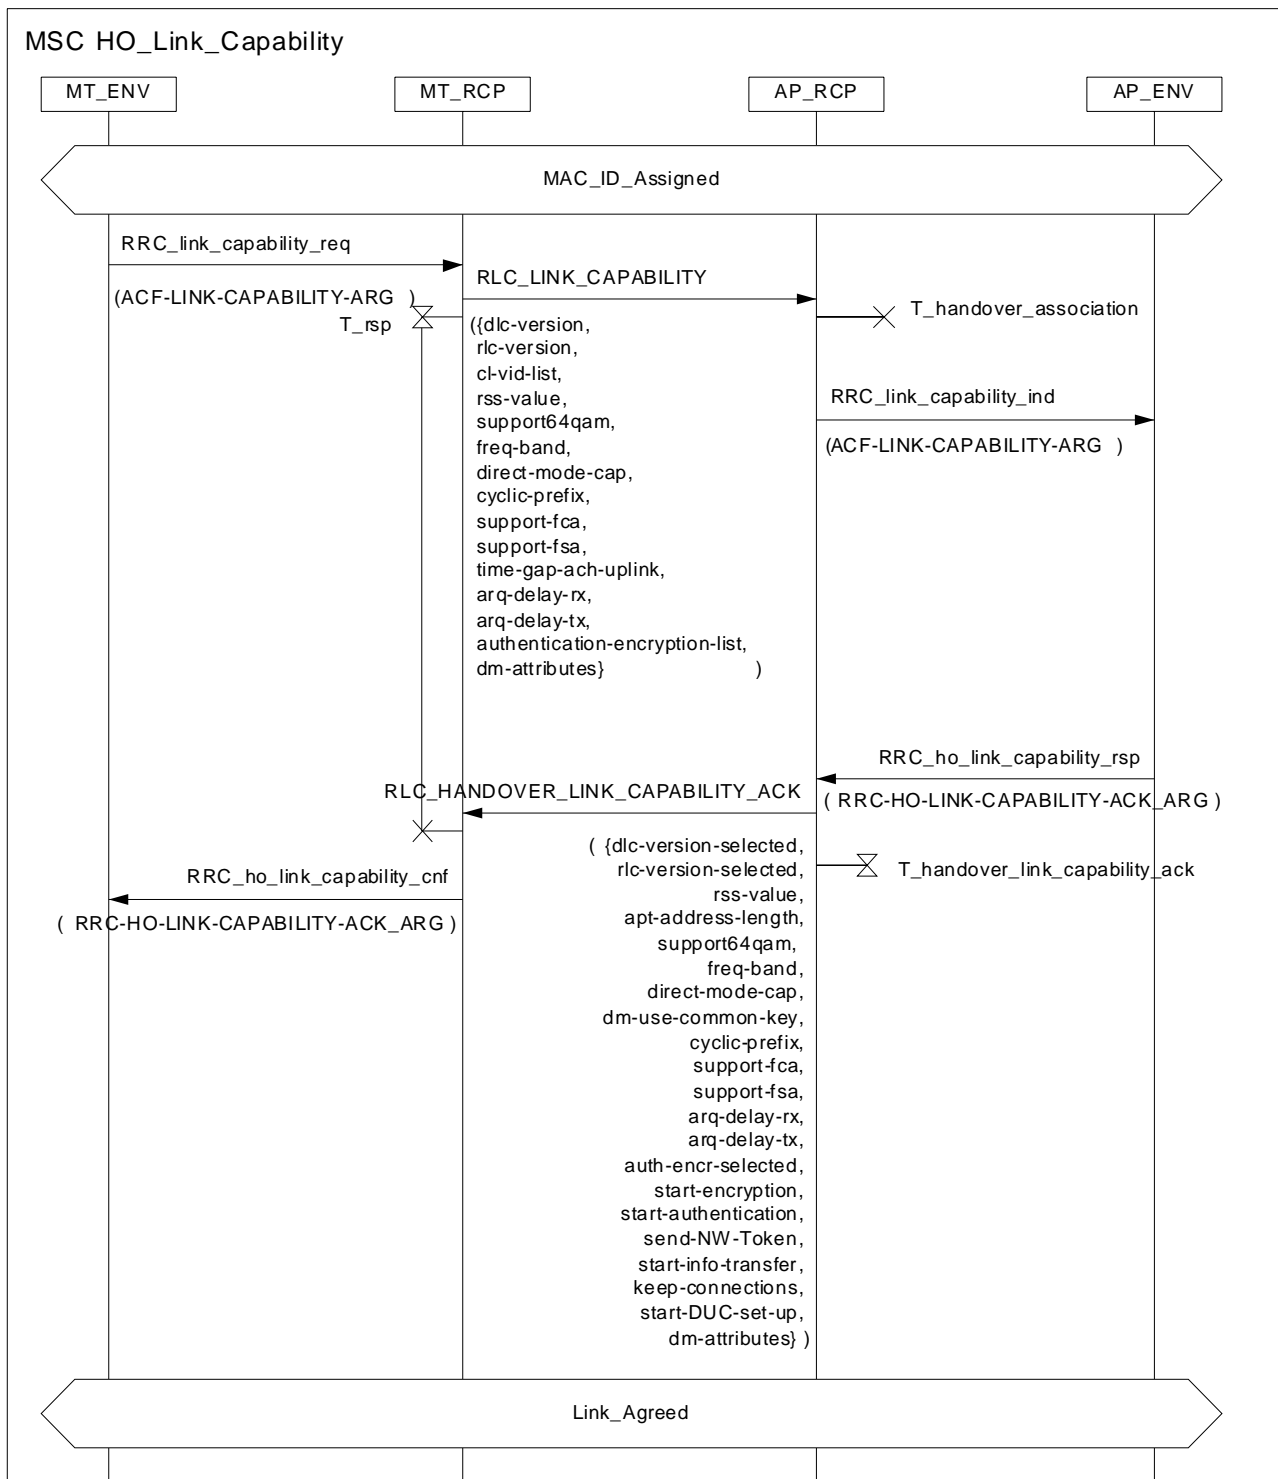 MSC HO_Link_Capability
MT_ENV
MT_RCP
AP_RCP
AP_ENV
MAC_ID_Assigned
RRC_link_capability_req
(ACF-LINK-CAPABILITY-ARG )
RLC_LINK_CAPABILITY
T_rsp
T_handover_association
({dlc-version,
rlc-version,
cl-vid-list,
rss-value,
support64qam,
freq-band,
direct-mode-cap,
cyclic-prefix,
support-fca,
support-fsa,
time-gap-ach-uplink,
arq-delay-rx,
arq-delay-tx,
authentication-encryption-list,
dm-attributes} )
RRC_link_capability_ind
(ACF-LINK-CAPABILITY-ARG )
RRC_ho_link_capability_rsp
( RRC-HO-LINK-CAPABILITY-ACK_ARG )
RLC_HANDOVER_LINK_CAPABILITY_ACK
( {dlc-version-selected,
rlc-version-selected,
rss-value,
apt-address-length,
support64qam,
freq-band,
direct-mode-cap,
dm-use-common-key,
cyclic-prefix,
support-fca,
support-fsa,
arq-delay-rx,
arq-delay-tx,
auth-encr-selected,
start-encryption,
start-authentication,
send-NW-Token,
start-info-transfer,
keep-connections,
start-DUC-set-up,
dm-attributes} )
T_handover_link_capability_ack
RRC_ho_link_capability_cnf
( RRC-HO-LINK-CAPABILITY-ACK_ARG )
Link_Agreed